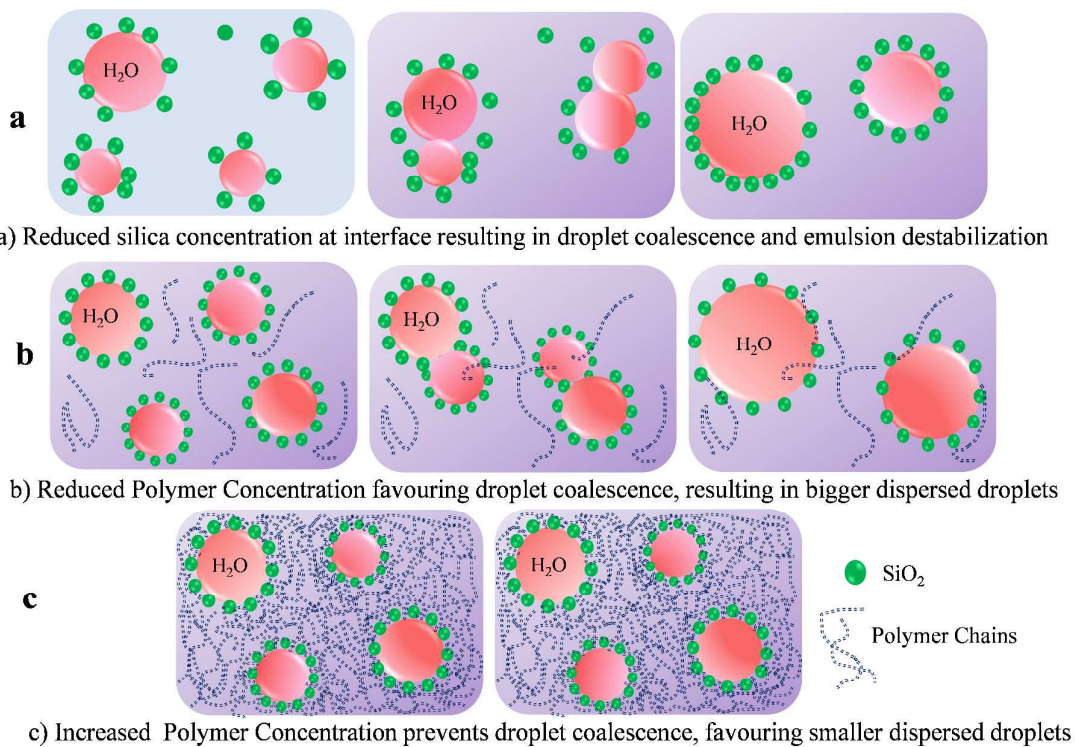 H₂O
H₂O
H₂O
a
a) Reduced silica concentration at interface resulting in droplet coalescence and emulsion destabilization
H₂O
H₂O
H₂O
b
b) Reduced Polymer Concentration favouring droplet coalescence, resulting in bigger dispersed droplets
H₂O
H₂O
c
SiO₂
Polymer Chains
c) Increased Polymer Concentration prevents droplet coalescence, favouring smaller dispersed droplets